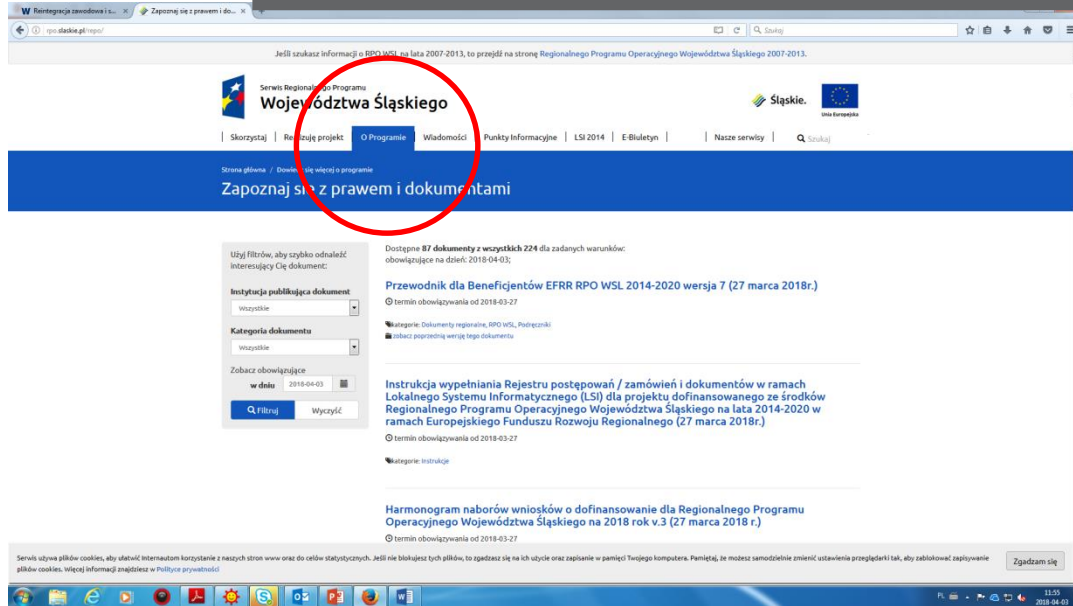 Reintegracja zawodowa i s...
Zapoznaj się z prawem i do...
rpo.slaskie.pl/repo/
Szukaj
Jeśli szukasz informacji o RPO WSL na lata 2007-2013, to przejdź na stronę Regionalnego Programu Operacyjnego Województwa Śląskiego 2007-2013.
Serwis Regionalnego Programu
Województwa Śląskiego
Śląskie.
Unia Europejska
Skorzystaj | Realizuję projekt O Programie Wiadomości Punkty Informacyjne | LSI 2014 | E-Biuletyn | | Nasze serwisy | Szukaj
Strona główna / Dowiedz się więcej o programie
Zapoznaj się z prawem i dokumentami
Użyj filtrów, aby szybko odnaleźć
interesujący Cię dokument:
Instytucja publikująca dokument
Wszystkie
Kategoria dokumentu
Wszystkie
Zobacz obowiązujące
w dniu 2018-04-03
Filtruj Wyczyść
Dostępne 87 dokumenty z wszystkich 224 dla zadanych warunków:
obowiązujące na dzień: 2018-04-03;
Przewodnik dla Beneficjentów EFRR RPO WSL 2014-2020 wersja 7 (27 marca 2018r.)
termin obowiązywania od 2018-03-27
kategorie: Dokumenty regionalne, RPO WSL, Podręczniki
zobacz poprzednią wersję tego dokumentu
Instrukcja wypełniania Rejestru postępowań / zamówień i dokumentów w ramach
Lokalnego Systemu Informatycznego (LSI) dla projektu dofinansowanego ze środków
Regionalnego Programu Operacyjnego Województwa Śląskiego na lata 2014-2020 w
ramach Europejskiego Funduszu Rozwoju Regionalnego (27 marca 2018r.)
termin obowiązywania od 2018-03-27
kategorie: Instrukcje
Harmonogram naborów wniosków o dofinansowanie dla Regionalnego Programu
Operacyjnego Województwa Śląskiego na 2018 rok v.3 (27 marca 2018 r.)
termin obowiązywania od 2018-03-27
Serwis używa plików cookies, aby ułatwić Internautom korzystanie z naszych stron www oraz do celów statystycznych. Jeśli nie blokujesz tych plików, to zgadzasz się na ich użycie oraz zapisanie w pamięci Twojego komputera. Pamiętaj, że możesz samodzielnie zmienić ustawienia przeglądarki tak, aby zablokować zapisywanie
plików cookies. Więcej informacji znajdziesz w Polityce prywatności
Zgadzam się
PL
11:55
2018-04-03